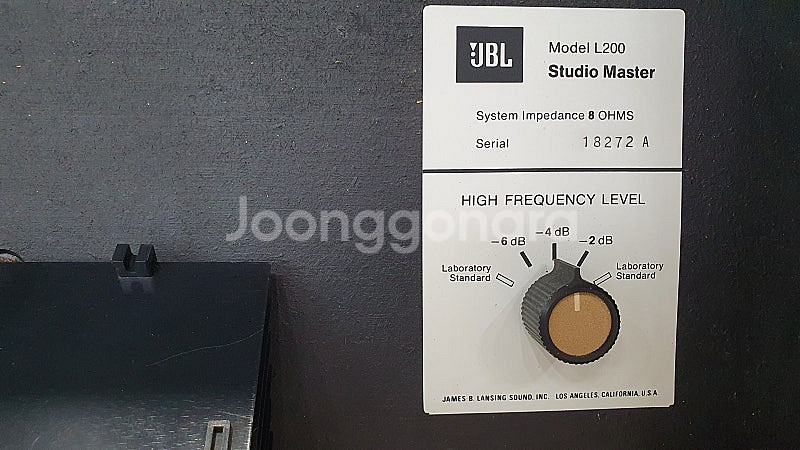 JBL
Model L200
Studio Master
System Impedance 8 OHMS
Serial 18272 A
HIGH FREQUENCY LEVEL
Joonggonara
-6 dB -4 dB -2 dB
Laboratory Standard
Laboratory Standard
JAMES B. LANSING SOUND, INC. LOS ANGELES, CALIFORNIA, U.S.A.